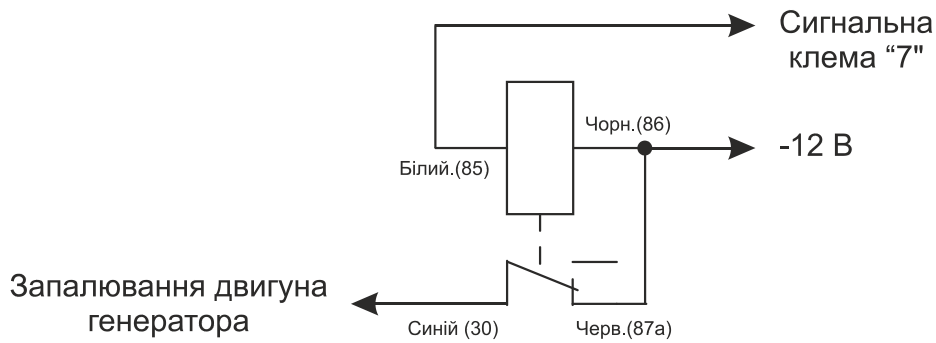 Сигнальна
клема “7"
Чорн.(86)
-12 В
Білий.(85)
Запалювання двигуна
генератора
Синій (30)
Черв.(87а)